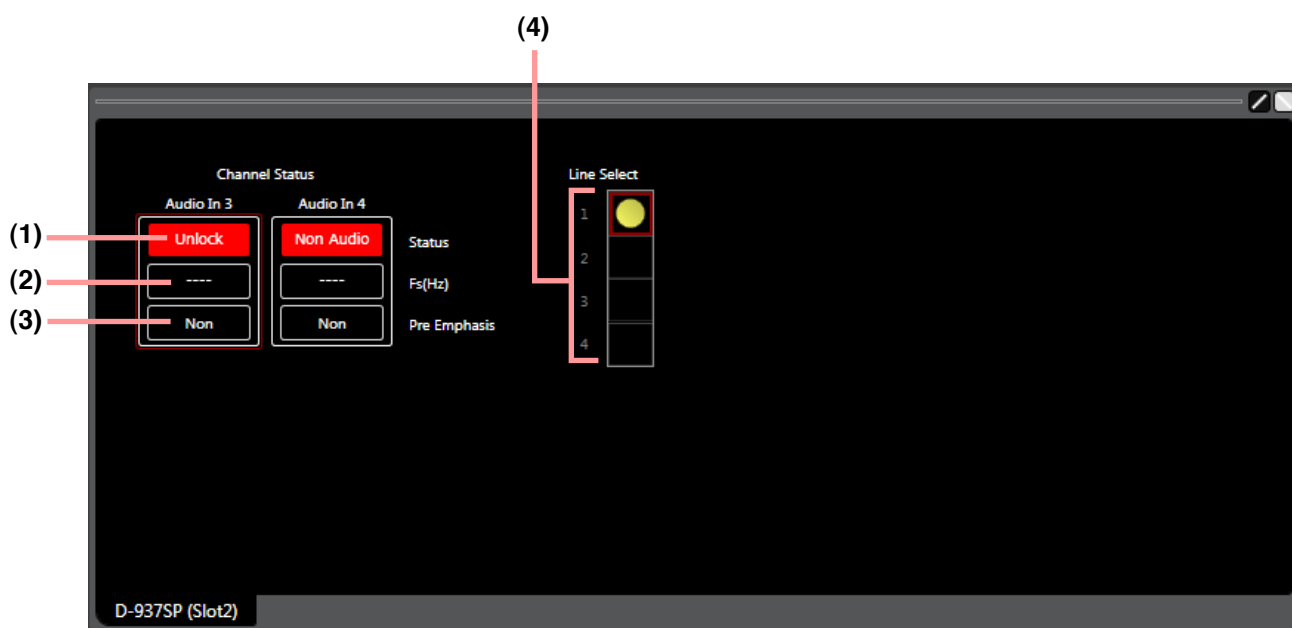 (4)
Channel Status
Line Select
Audio In 3 Audio In 4
1
(1) Unlock Non Audio Status
2
(2) ---- ---- Fs(Hz)
3
(3) Non Non Pre Emphasis
4
D-937SP (Slot2)